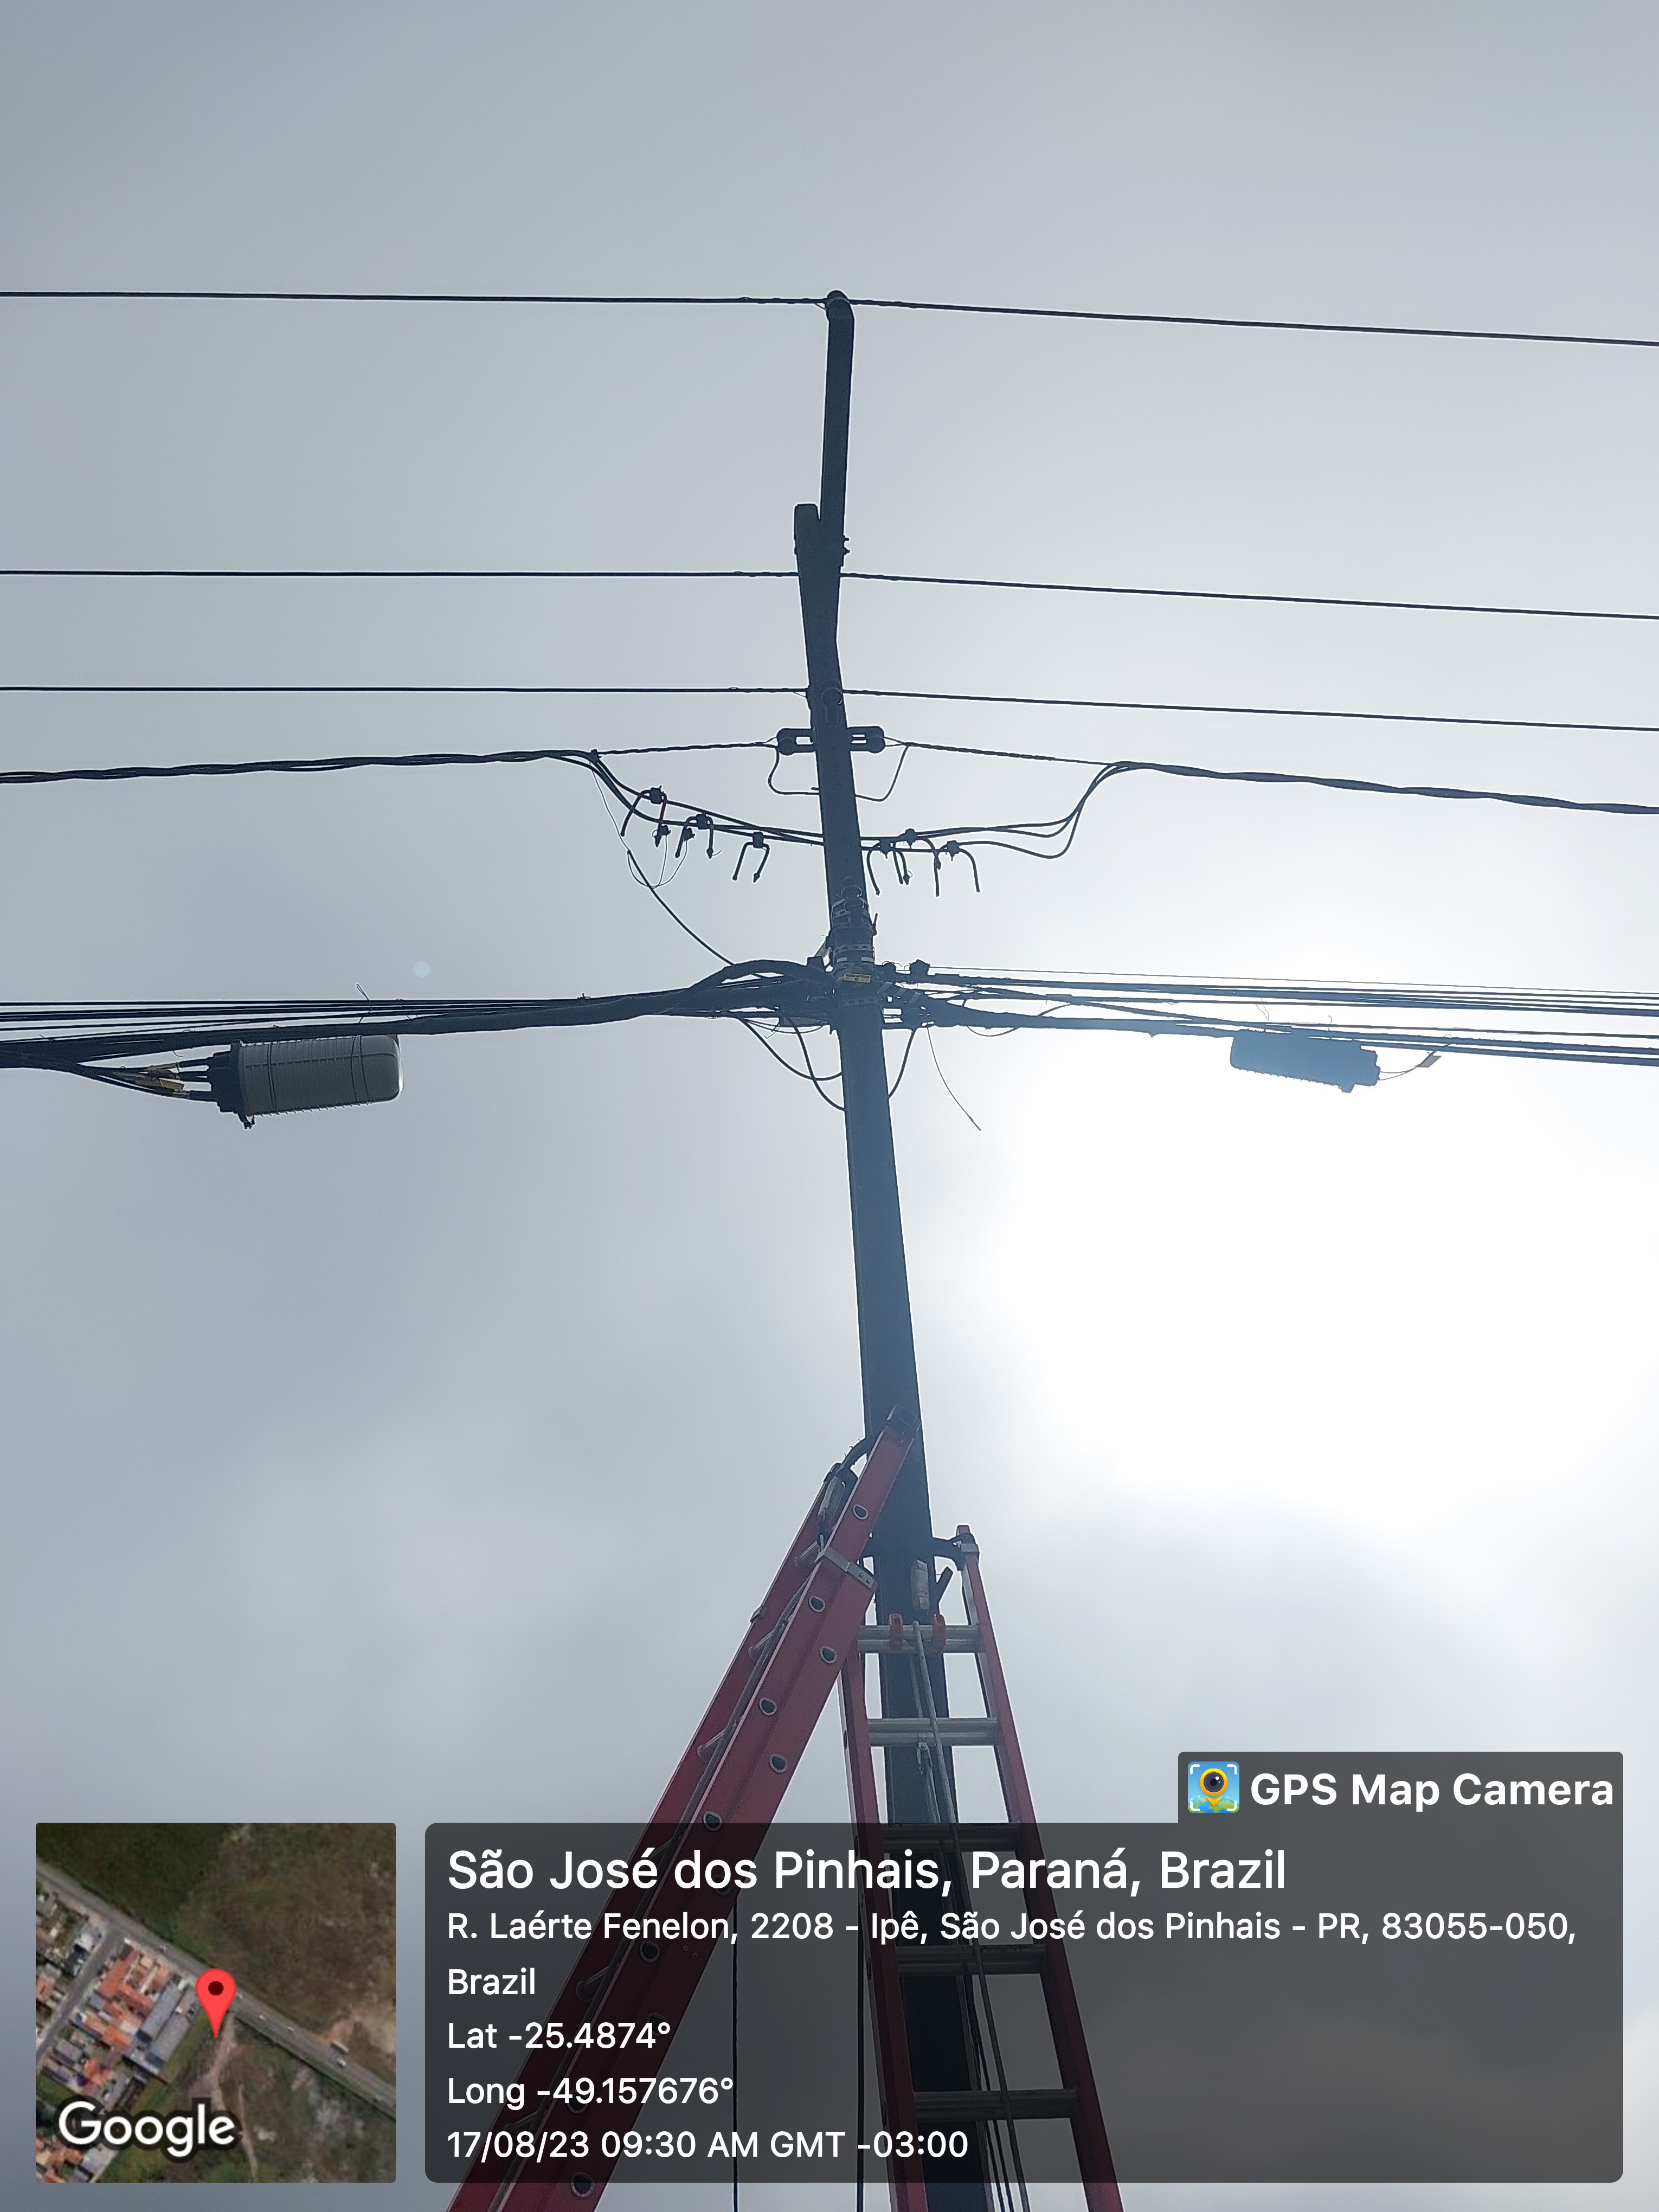 GPS Map Camera
São José dos Pinhais, Paraná, Brazil
R. Laérte Fenelon, 2208 - Ipê, São José dos Pinhais - PR, 83055-050,
Brazil
Lat -25.4874°
Long -49.157676°
17/08/23 09:30 AM GMT -03:00
Google